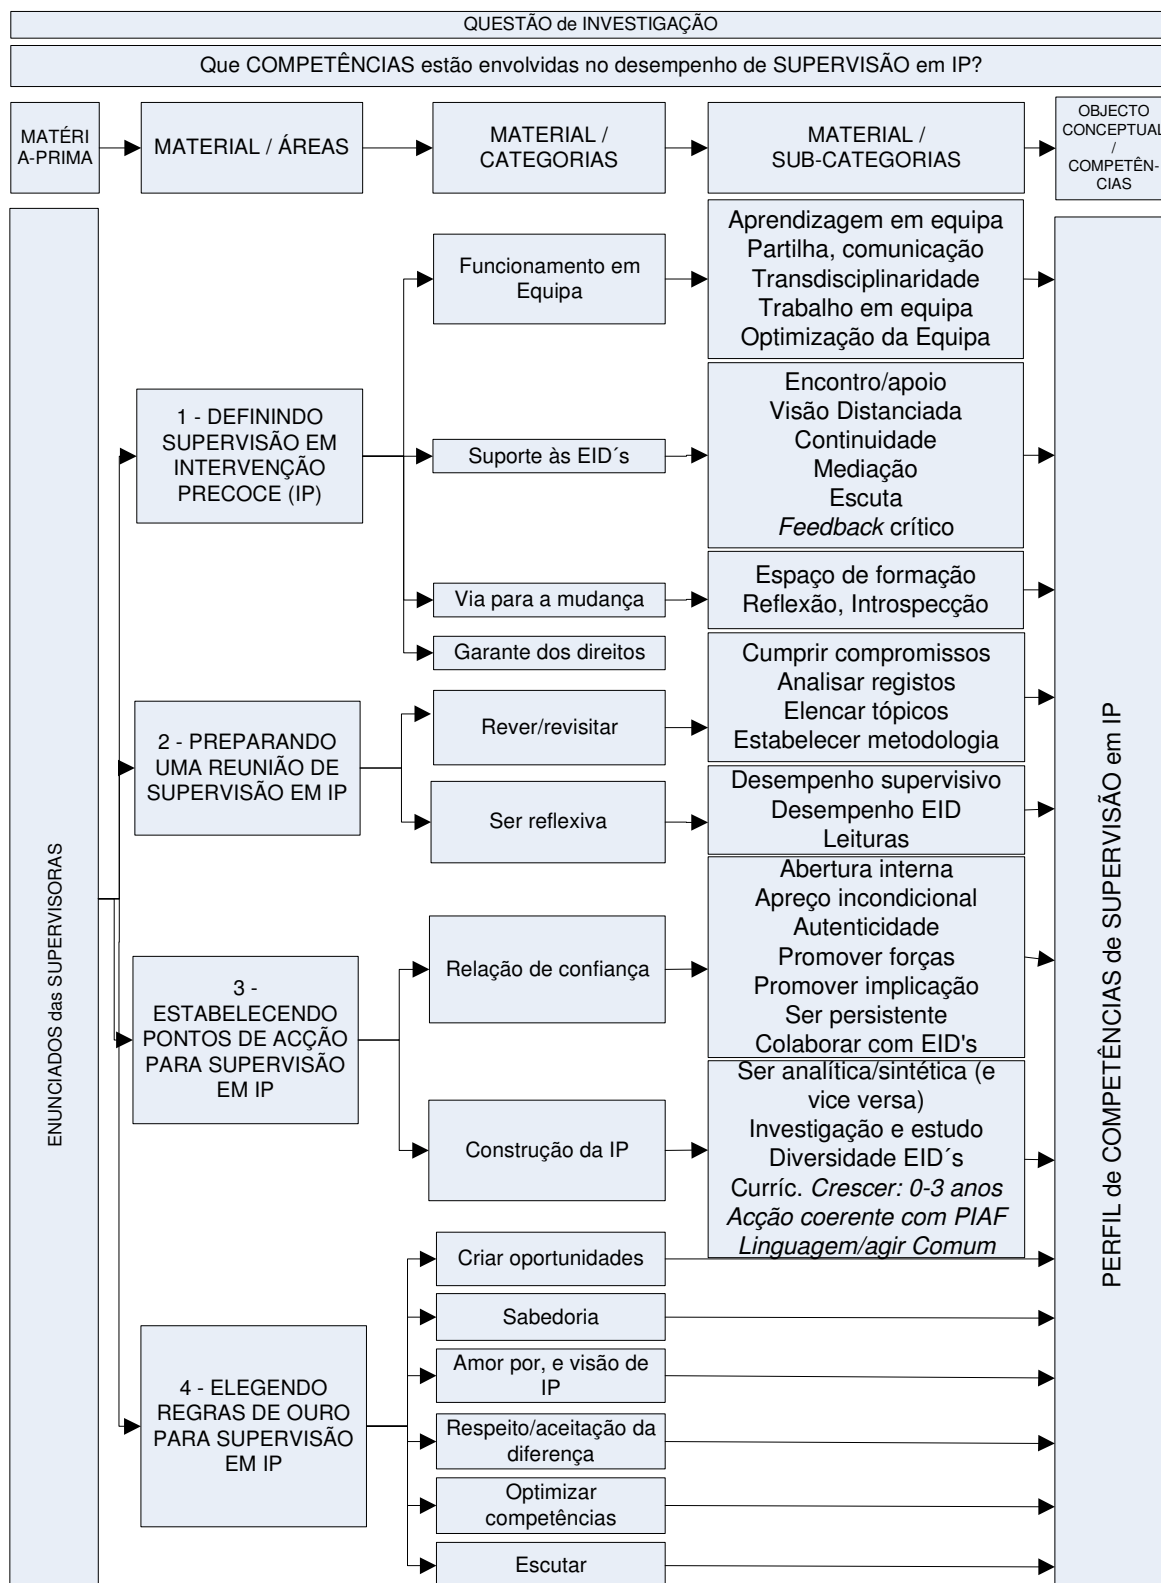 QUESTÃO de INVESTIGAÇÃO
Que COMPETÊNCIAS estão envolvidas no desempenho de SUPERVISÃO em IP?
MATÉRI
A-PRIMA
MATERIAL / ÁREAS
MATERIAL /
CATEGORIAS
MATERIAL /
SUB-CATEGORIAS
OBJECTO
CONCEPTUAL
/
COMPETÊN-
CIAS
ENUNCIADOS das SUPERVISORAS
1 - DEFININDO
SUPERVISÃO EM
INTERVENÇÃO
PRECOCE (IP)
Funcionamento em
Equipa
Aprendizagem em equipa
Partilha, comunicação
Transdisciplinaridade
Trabalho em equipa
Optimização da Equipa
Suporte às EID´s
Encontro/apoio
Visão Distanciada
Continuidade
Mediação
Escuta
Feedback crítico
Via para a mudança
Espaço de formação
Reflexão, Introspecção
Garante dos direitos
2 - PREPARANDO
UMA REUNIÃO DE
SUPERVISÃO EM IP
Rever/revisitar
Cumprir compromissos
Analisar registos
Elencar tópicos
Estabelecer metodologia
Ser reflexiva
Desempenho supervisivo
Desempenho EID
Leituras
3 -
ESTABELECENDO
PONTOS DE ACÇÃO
PARA SUPERVISÃO
EM IP
Relação de confiança
Abertura interna
Apreço incondicional
Autenticidade
Promover forças
Promover implicação
Ser persistente
Colaborar com EID's
Construção da IP
Ser analítica/sintética (e
vice versa)
Investigação e estudo
Diversidade EID´s
Curríc. Crescer: 0-3 anos
Acção coerente com PIAF
Linguagem/agir Comum
4 - ELEGENDO
REGRAS DE OURO
PARA SUPERVISÃO
EM IP
Criar oportunidades
Sabedoria
Amor por, e visão de
IP
Respeito/aceitação da
diferença
Optimizar
competências
Escutar
PERFIL de COMPETÊNCIAS de SUPERVISÃO em IP